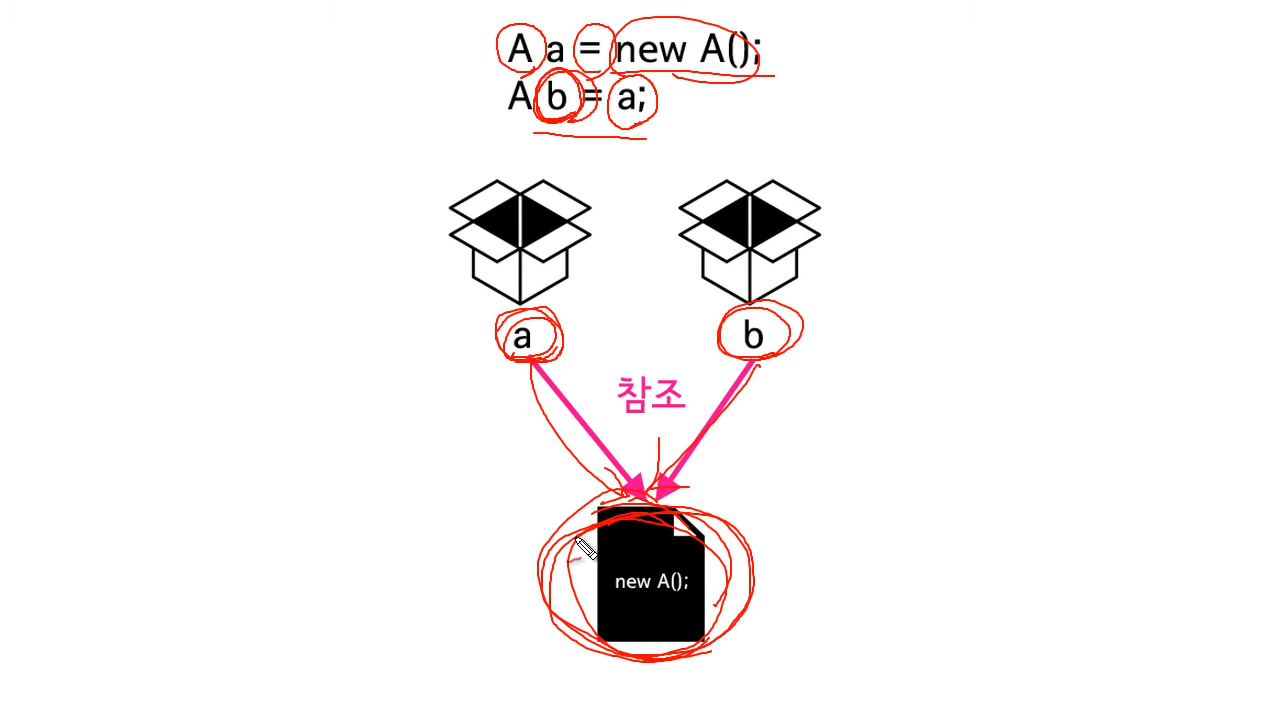 A a = new A();
A b = a;
a b
참조
new A();